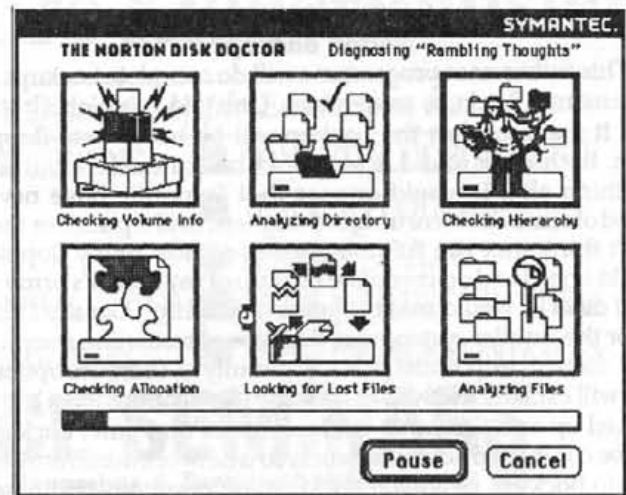 SYMANTEC.
THE NORTON DISK DOCTOR Diagnosing "Rambling Thoughts"
Checking Volume Info Analyzing Directory Checking Hierarchy
Checking Allocation Looking for Lost Files Analyzing Files
Pause Cancel